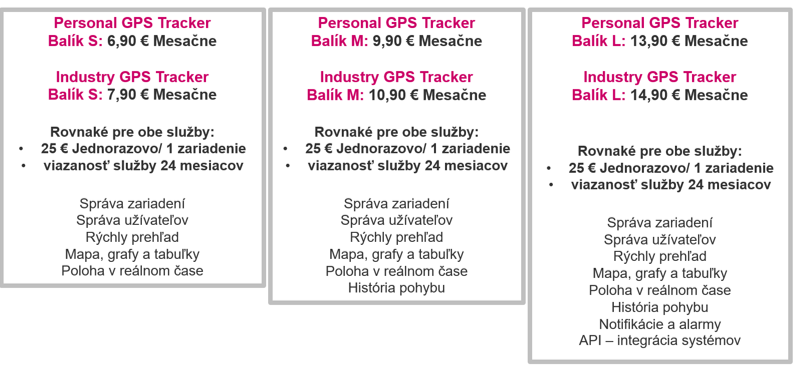 Personal GPS Tracker
Balík S: 6,90 € Mesačne
Industry GPS Tracker
Balík S: 7,90 € Mesačne
Rovnaké pre obe služby:
• 25 € Jednorazovo/ 1 zariadenie
• viazanosť služby 24 mesiacov
Správa zariadení
Správa užívateľov
Rýchly prehľad
Mapa, grafy a tabuľky
Poloha v reálnom čase
Personal GPS Tracker
Balík M: 9,90 € Mesačne
Industry GPS Tracker
Balík M: 10,90 € Mesačne
Rovnaké pre obe služby:
• 25 € Jednorazovo/ 1 zariadenie
• viazanosť služby 24 mesiacov
Správa zariadení
Správa užívateľov
Rýchly prehľad
Mapa, grafy a tabuľky
Poloha v reálnom čase
História pohybu
Personal GPS Tracker
Balík L: 13,90 € Mesačne
Industry GPS Tracker
Balík L: 14,90 € Mesačne
Rovnaké pre obe služby:
• 25 € Jednorazovo/ 1 zariadenie
• viazanosť služby 24 mesiacov
Správa zariadení
Správa užívateľov
Rýchly prehľad
Mapa, grafy a tabuľky
Poloha v reálnom čase
História pohybu
Notifikácie a alarmy
API – integrácia systémov